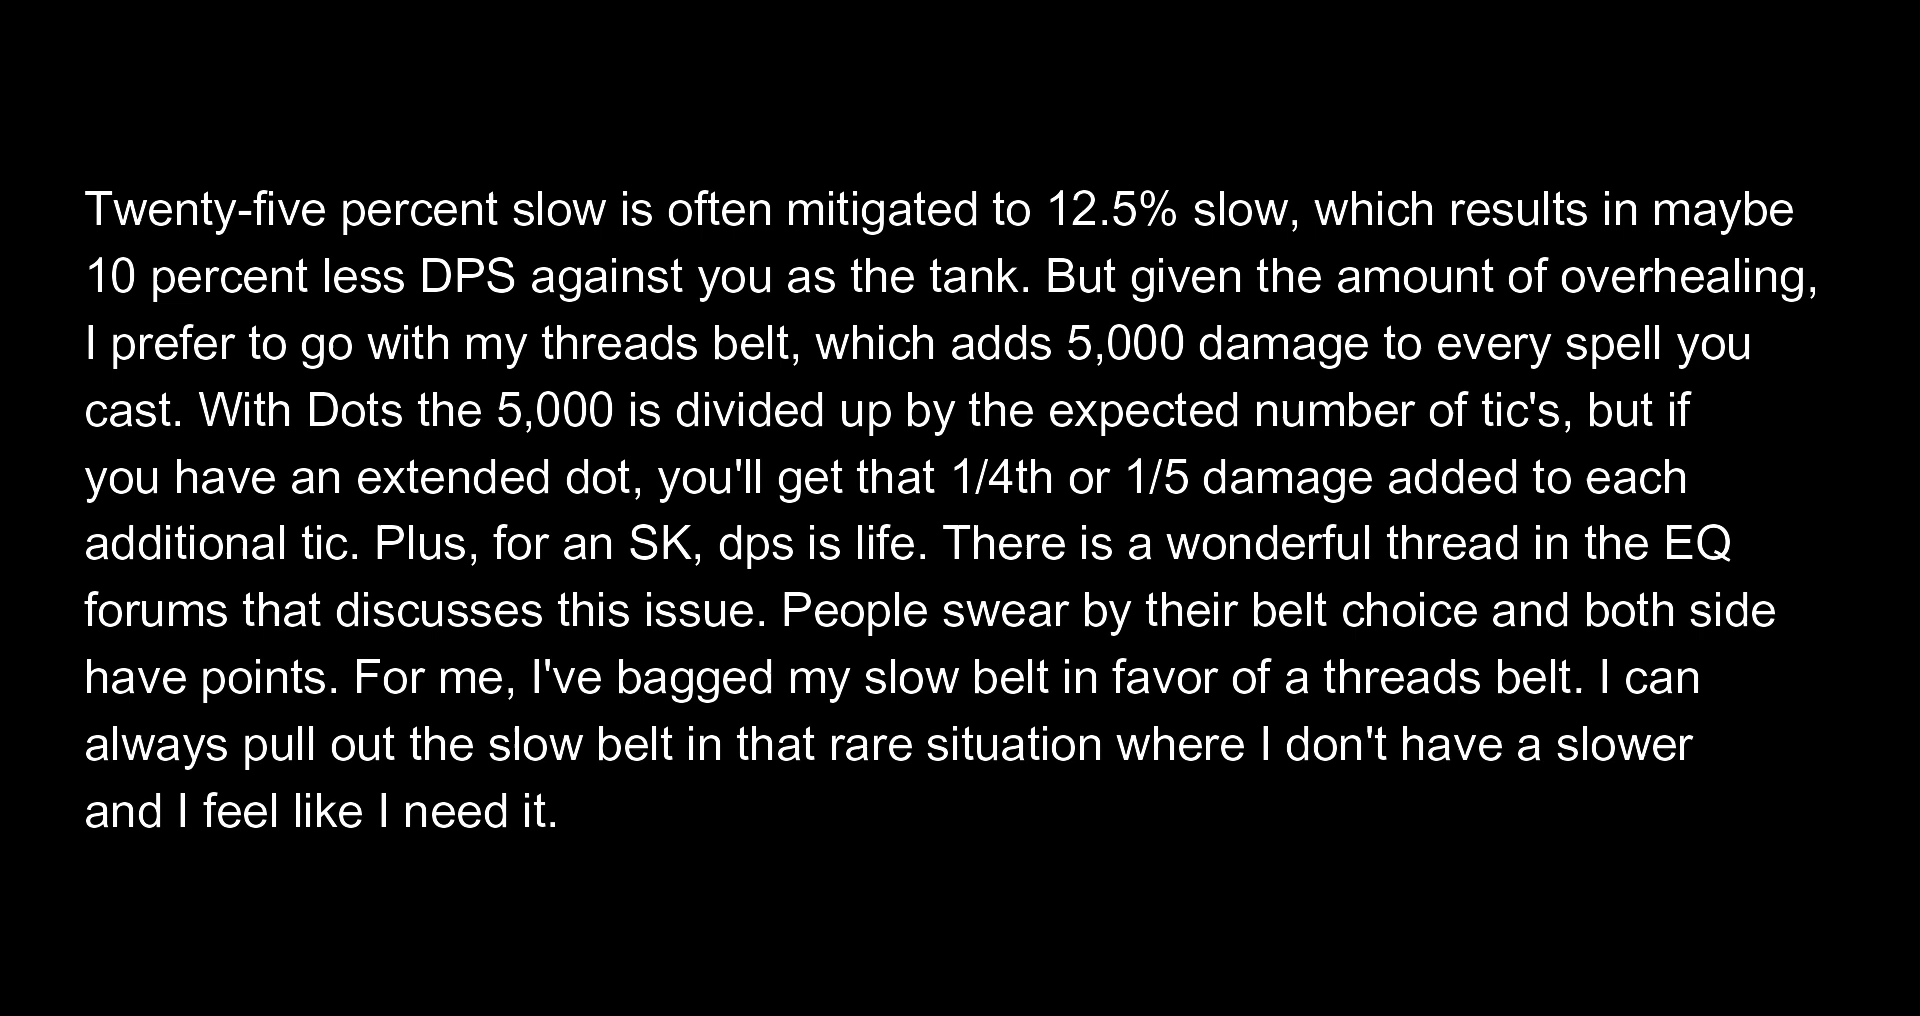 Twenty-five percent slow is often mitigated to 12.5% slow, which results in maybe
10 percent less DPS against you as the tank. But given the amount of overhealing,
I prefer to go with my threads belt, which adds 5,000 damage to every spell you
cast. With Dots the 5,000 is divided up by the expected number of tic's, but if
you have an extended dot, you'll get that 1/4th or 1/5 damage added to each
additional tic. Plus, for an SK, dps is life. There is a wonderful thread in the EQ
forums that discusses this issue. People swear by their belt choice and both side
have points. For me, I've bagged my slow belt in favor of a threads belt. I can
always pull out the slow belt in that rare situation where I don't have a slower
and I feel like I need it.